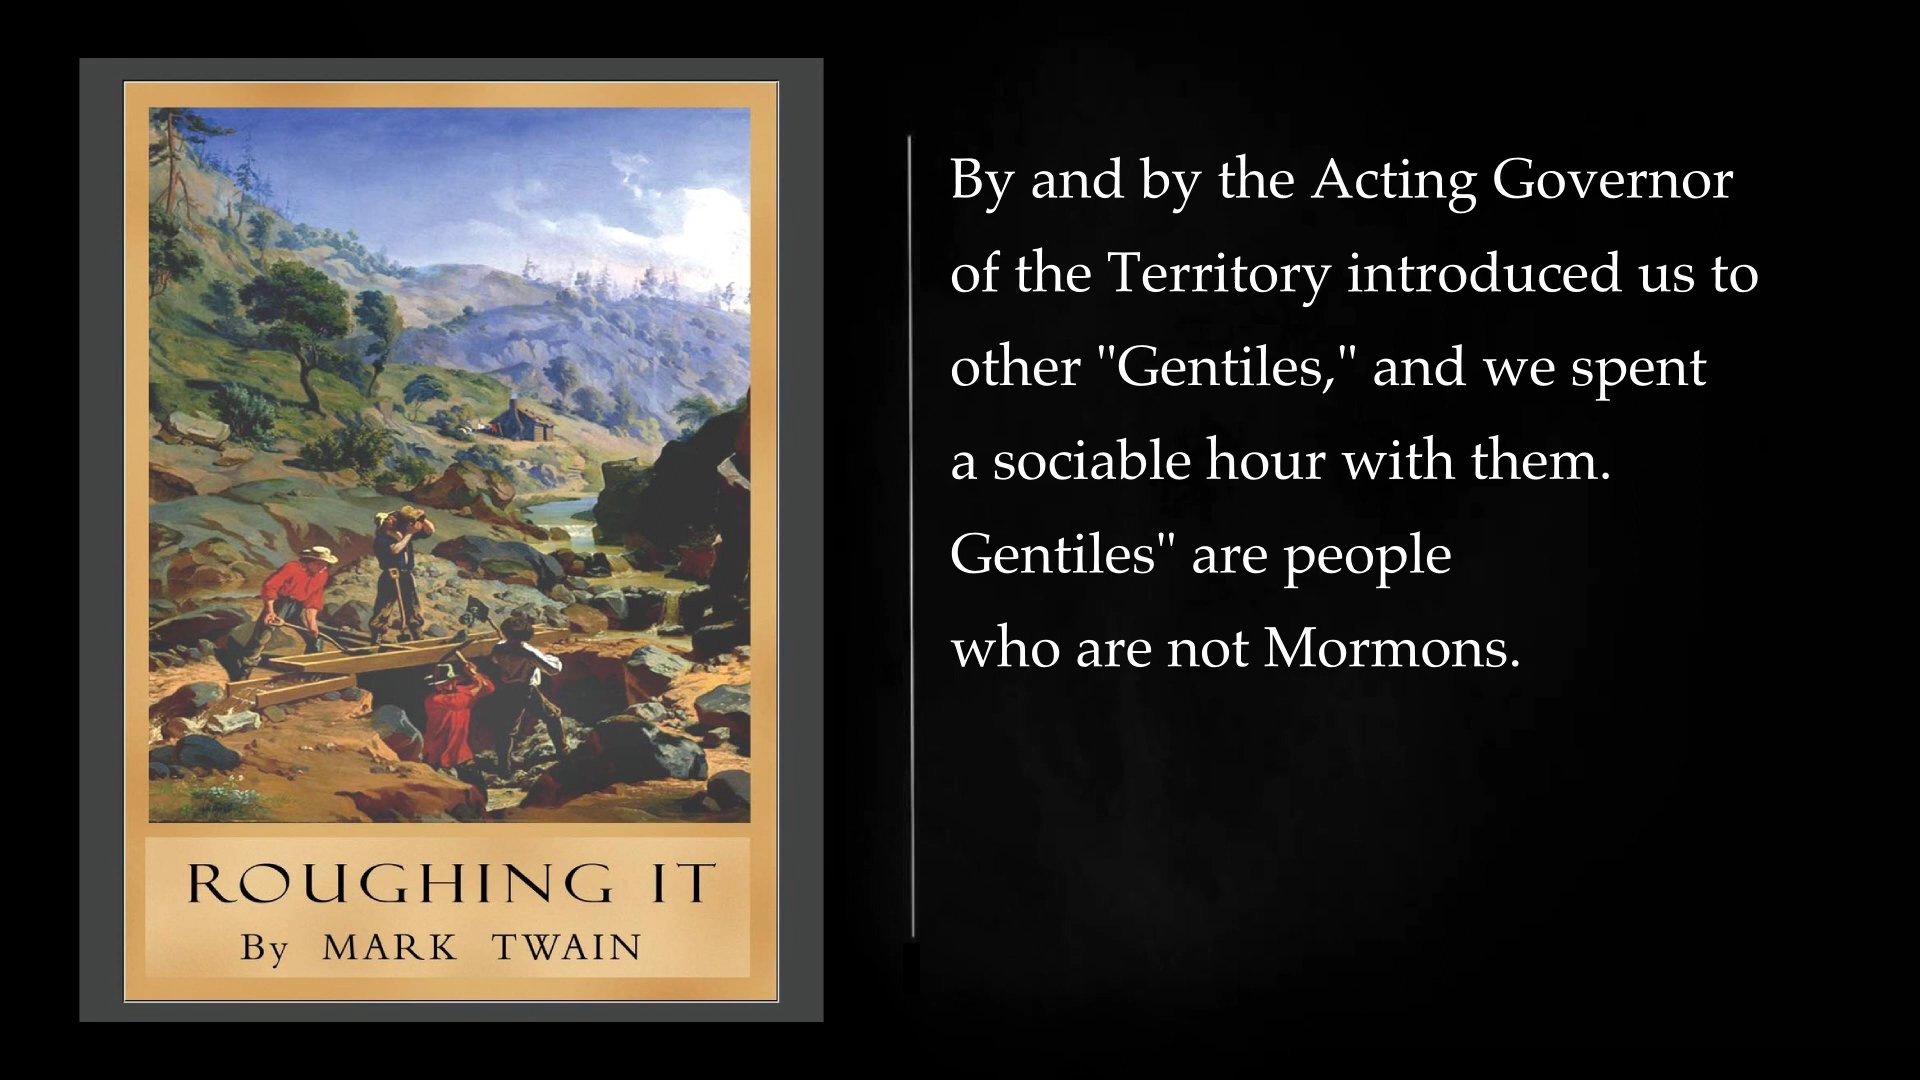 ROUGHING IT
By MARK TWAIN
By and by the Acting Governor
of the Territory introduced us to
other "Gentiles," and we spent
a sociable hour with them.
Gentiles" are people
who are not Mormons.